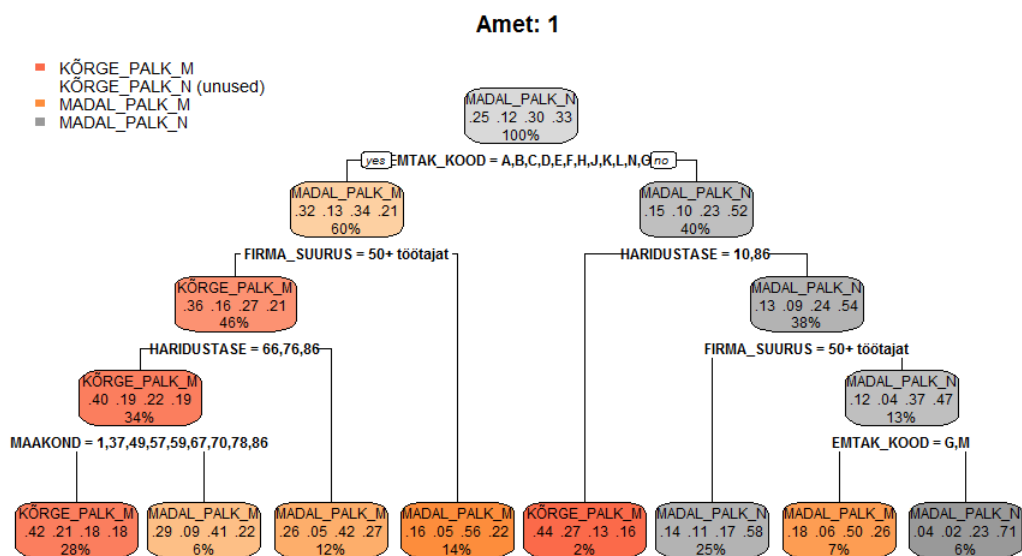 Amet: 1
KÕRGE_PALK_M
KÕRGE_PALK_N (unused)
MADAL_PALK_M
MADAL_PALK_N
MADAL_PALK_N
.25 .12 .30 .33
100%
yes EMTAK_KOOD = A,B,C,D,E,F,H,J,K,L,N,O no
MADAL_PALK_M
.32 .13 .34 .21
60%
MADAL_PALK_N
.15 .10 .23 .52
40%
FIRMA_SUURUS = 50+ töötajat
HARIDUSTASE = 10,86
KÕRGE_PALK_M
.36 .16 .27 .21
46%
MADAL_PALK_N
.13 .09 .24 .54
38%
HARIDUSTASE = 66,76,86
FIRMA_SUURUS = 50+ töötajat
KÕRGE_PALK_M
.40 .19 .22 .19
34%
MADAL_PALK_N
.12 .04 .37 .47
13%
MAAKOND = 1,37,49,57,59,67,70,78,86
EMTAK_KOOD = G,M
KÕRGE_PALK_M
.42 .21 .18 .18
28%
MADAL_PALK_M
.29 .09 .41 .22
6%
MADAL_PALK_M
.26 .05 .42 .27
12%
MADAL_PALK_M
.16 .05 .56 .22
14%
KÕRGE_PALK_M
.44 .27 .13 .16
2%
MADAL_PALK_N
.14 .11 .17 .58
25%
MADAL_PALK_M
.18 .06 .50 .26
7%
MADAL_PALK_N
.04 .02 .23 .71
6%